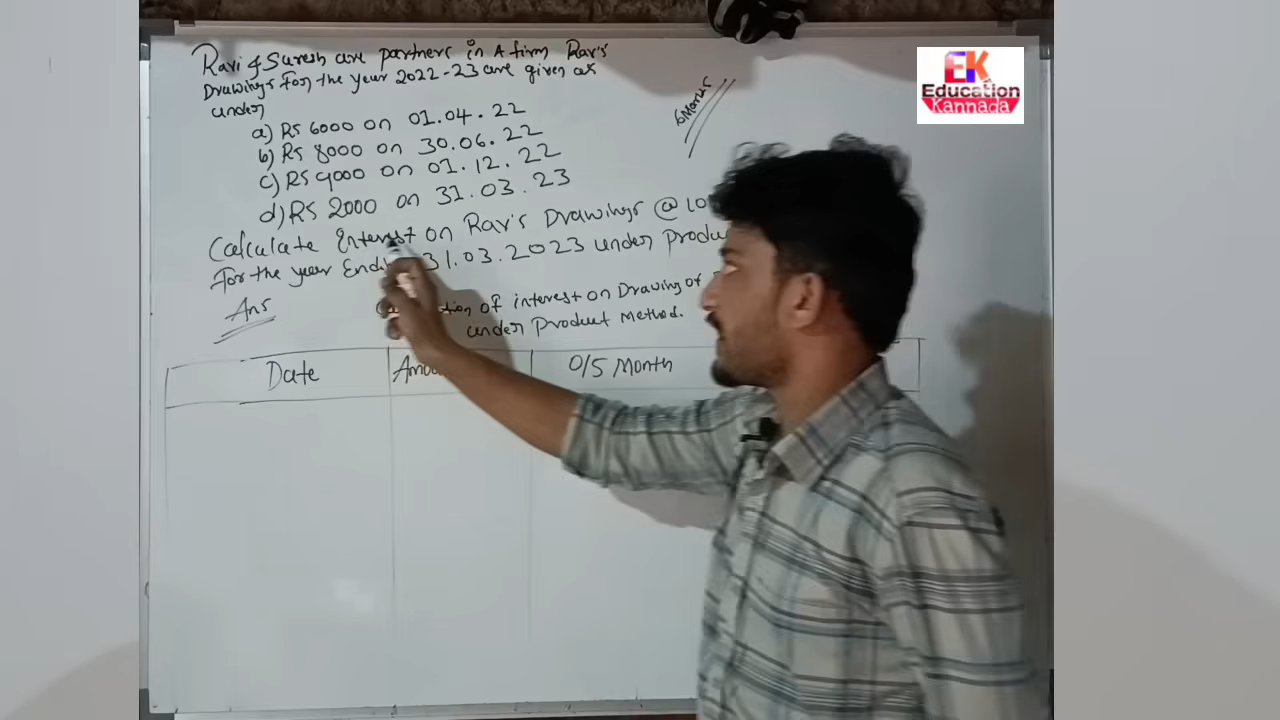 Ravi & Suresh are partners in A firm Rav's
Drawings For the year 2022-23 are given as
under
a) RS 6000 on 01.04.22
b) RS 8000 on 30.06.22
c) RS 9000 on 01.12.22
d) RS 2000 on 31.03.23
Calculate Interest on Rav's Drawings @ 10
For the year 31.03.2023 under
Ans
of interest on Drawing of
under Product Method.
Date
O/S Month
EK
Education
Kannada